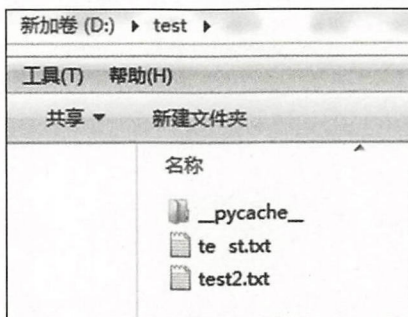 新加卷 (D:) ▸ test ▸
工具(T) 帮助(H)
共享 ▼ 新建文件夹
名称
__pycache__
te st.txt
test2.txt